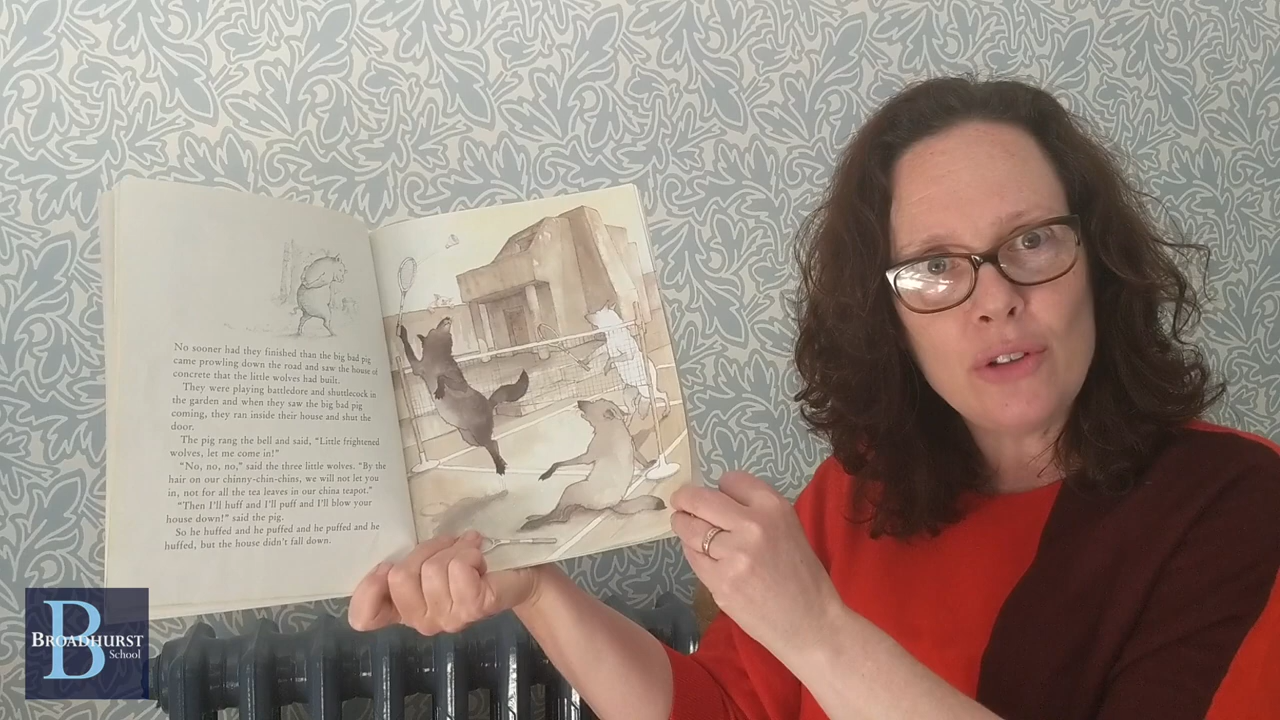 No sooner had they finished than the big bad pig
came prowling down the road and saw the house of
concrete that the little wolves had built.
They were playing battledore and shuttlecock in
the garden and when they saw the big bad pig
coming, they ran inside their house and shut the
door.
The pig rang the bell and said, “Little frightened
wolves, let me come in!”
“No, no, no,” said the three little wolves. “By the
hair on our chinny-chin-chins, we will not let you
in, not for all the tea leaves in our china teapot.”
“Then I’ll huff and I’ll puff and I’ll blow your
house down!” said the pig.
So he huffed and he puffed and he puffed and he
huffed, but the house didn’t fall down.
B
BROADHURST
School